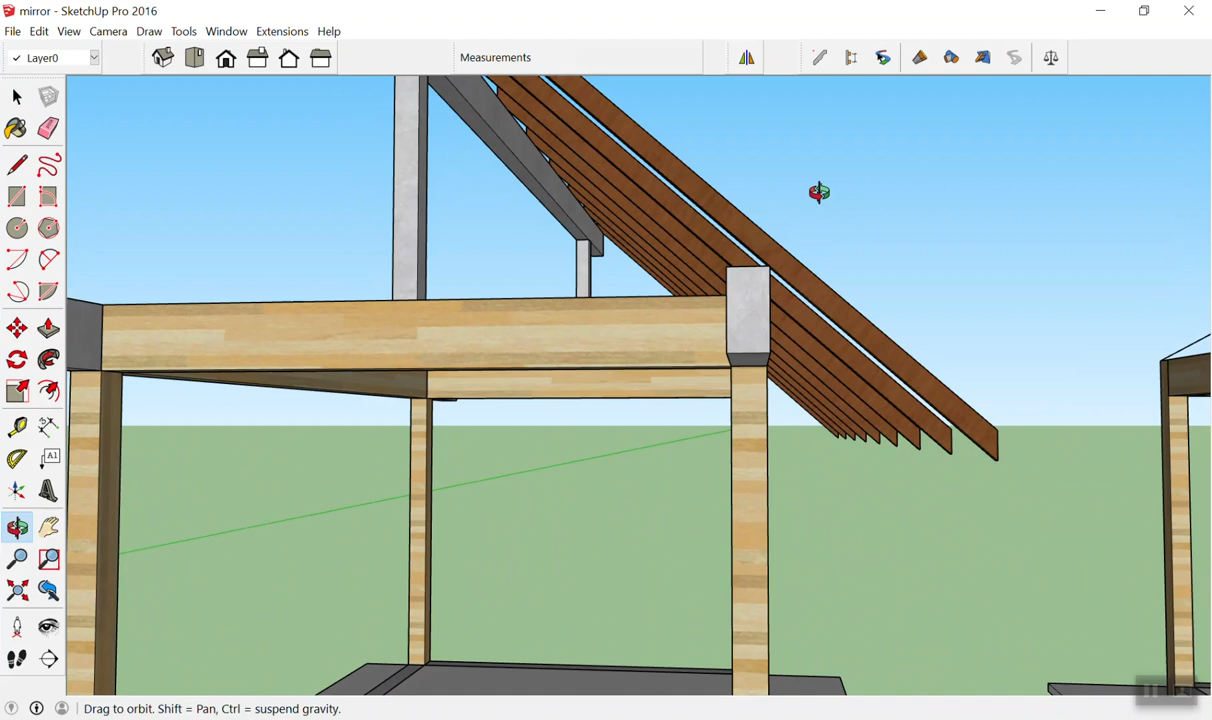 mirror - SketchUp Pro 2016
File Edit View Camera Draw Tools Window Extensions Help
Layer0
Measurements
A1
Drag to orbit. Shift = Pan, Ctrl = suspend gravity.